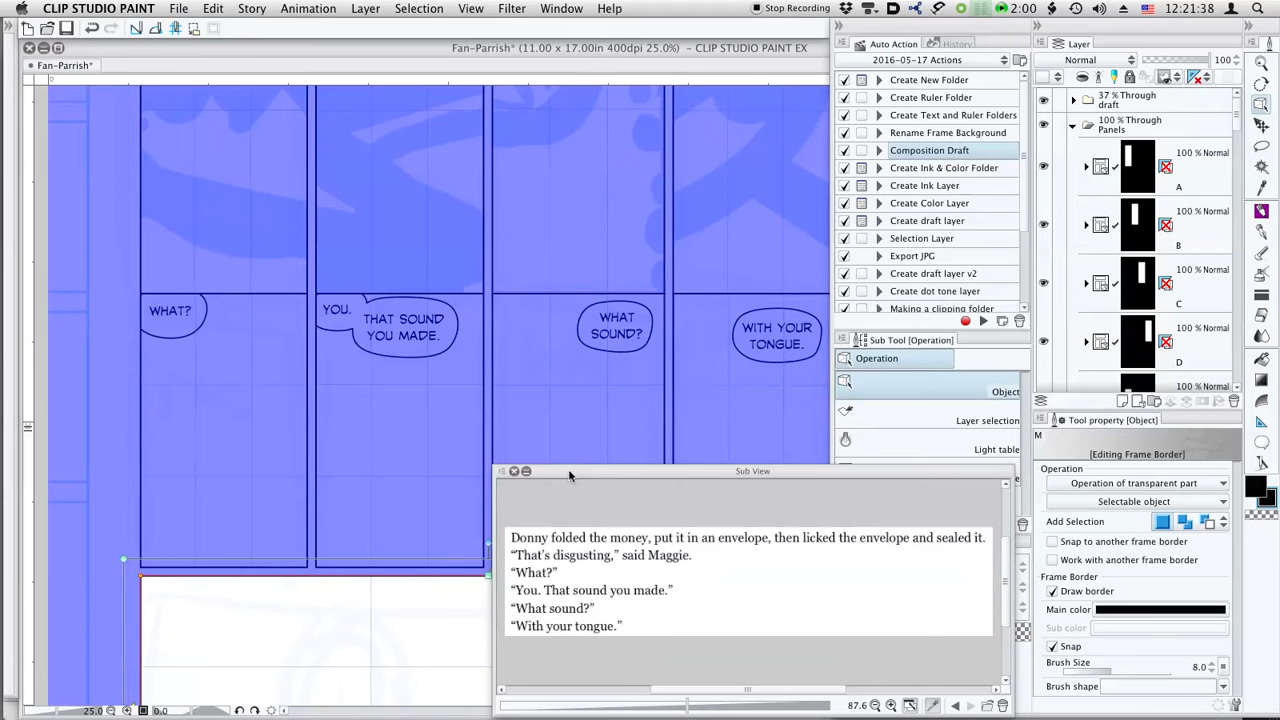 CLIP STUDIO PAINT File Edit Story Animation Layer Selection View Filter Window Help Stop Recording 2:00 12:21:38
Fan-Parrish* (11.00 x 17.00in 400dpi 25.0%) - CLIP STUDIO PAINT EX
Fan-Parrish*
0
WHAT?
YOU.
THAT SOUND
YOU MADE.
WHAT
SOUND?
WITH YOUR
TONGUE.
25.0
0.0
Sub View
Donny folded the money, put it in an envelope, then licked the envelope and sealed it.
“That’s disgusting,” said Maggie.
“What?”
“You. That sound you made.”
“What sound?”
“With your tongue.”
87.6
Auto Action History
2016-05-17 Actions
Create New Folder
Create Ruler Folder
Create Text and Ruler Folders
Rename Frame Background
Composition Draft
Create Ink & Color Folder
Create Ink Layer
Create Color Layer
Create draft layer
Selection Layer
Export JPG
Create draft layer v2
Create dot tone layer
Making a clipping folder
Sub Tool [Operation]
Operation
Object
Layer selection
Light table
Layer
Normal 100
37 % Through
draft
100 % Through
Panels
100 % Normal
A
100 % Normal
B
100 % Normal
C
100 % Normal
D
100 % Normal
Tool property [Object]
M
[Editing Frame Border]
Operation
Operation of transparent part
Selectable object
Add Selection
Snap to another frame border
Work with another frame border
Frame Border
Draw border
Main color
Sub color
Snap
Brush Size 8.0
Brush shape